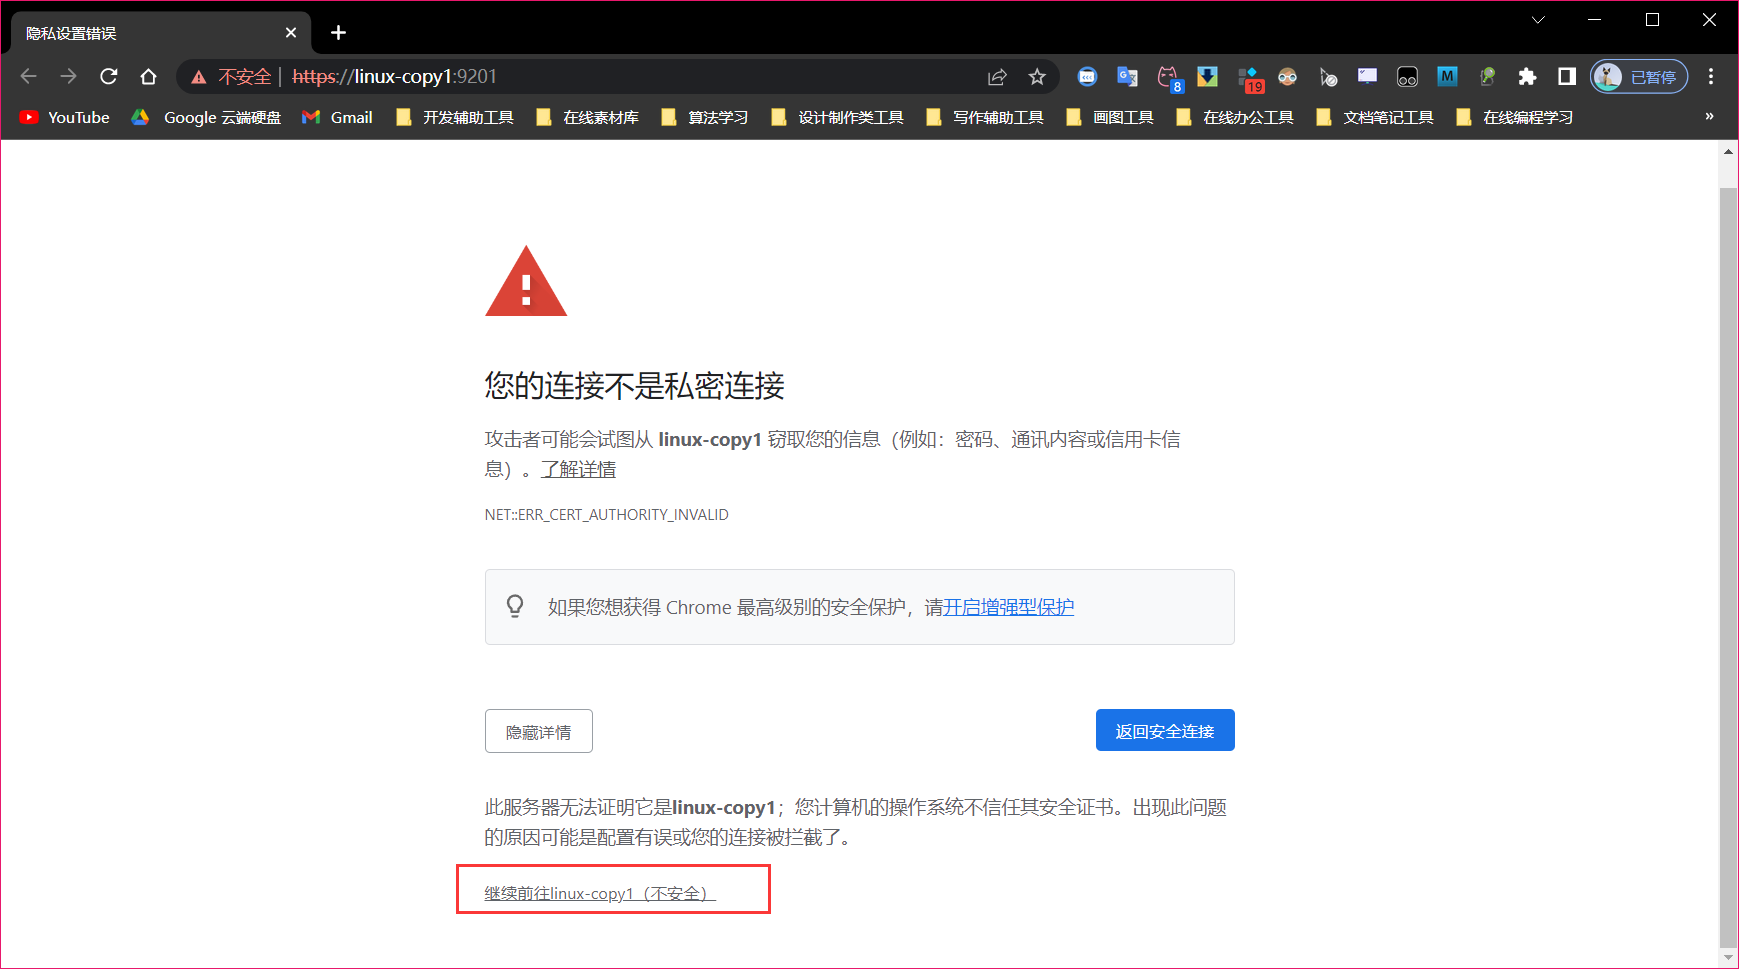 隐私设置错误
不安全 | https://linux-copy1:9201
8
19
M
已暂停
YouTube
Google 云端硬盘
Gmail
开发辅助工具
在线素材库
算法学习
设计制作类工具
写作辅助工具
画图工具
在线办公工具
文档笔记工具
在线编程学习
»
您的连接不是私密连接
攻击者可能会试图从 linux-copy1 窃取您的信息（例如：密码、通讯内容或信用卡信
息）。了解详情
NET::ERR_CERT_AUTHORITY_INVALID
如果您想获得 Chrome 最高级别的安全保护，请开启增强型保护
隐藏详情
返回安全连接
此服务器无法证明它是linux-copy1；您计算机的操作系统不信任其安全证书。出现此问题
的原因可能是配置有误或您的连接被拦截了。
继续前往linux-copy1（不安全）